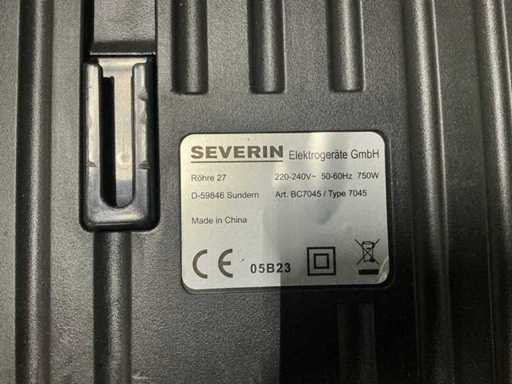 SEVERIN Elektrogeräte GmbH
Röhre 27 220-240V~ 50-60Hz 750W
D-59846 Sundern Art. BC7045 / Type 7045
Made in China
CE 05B23